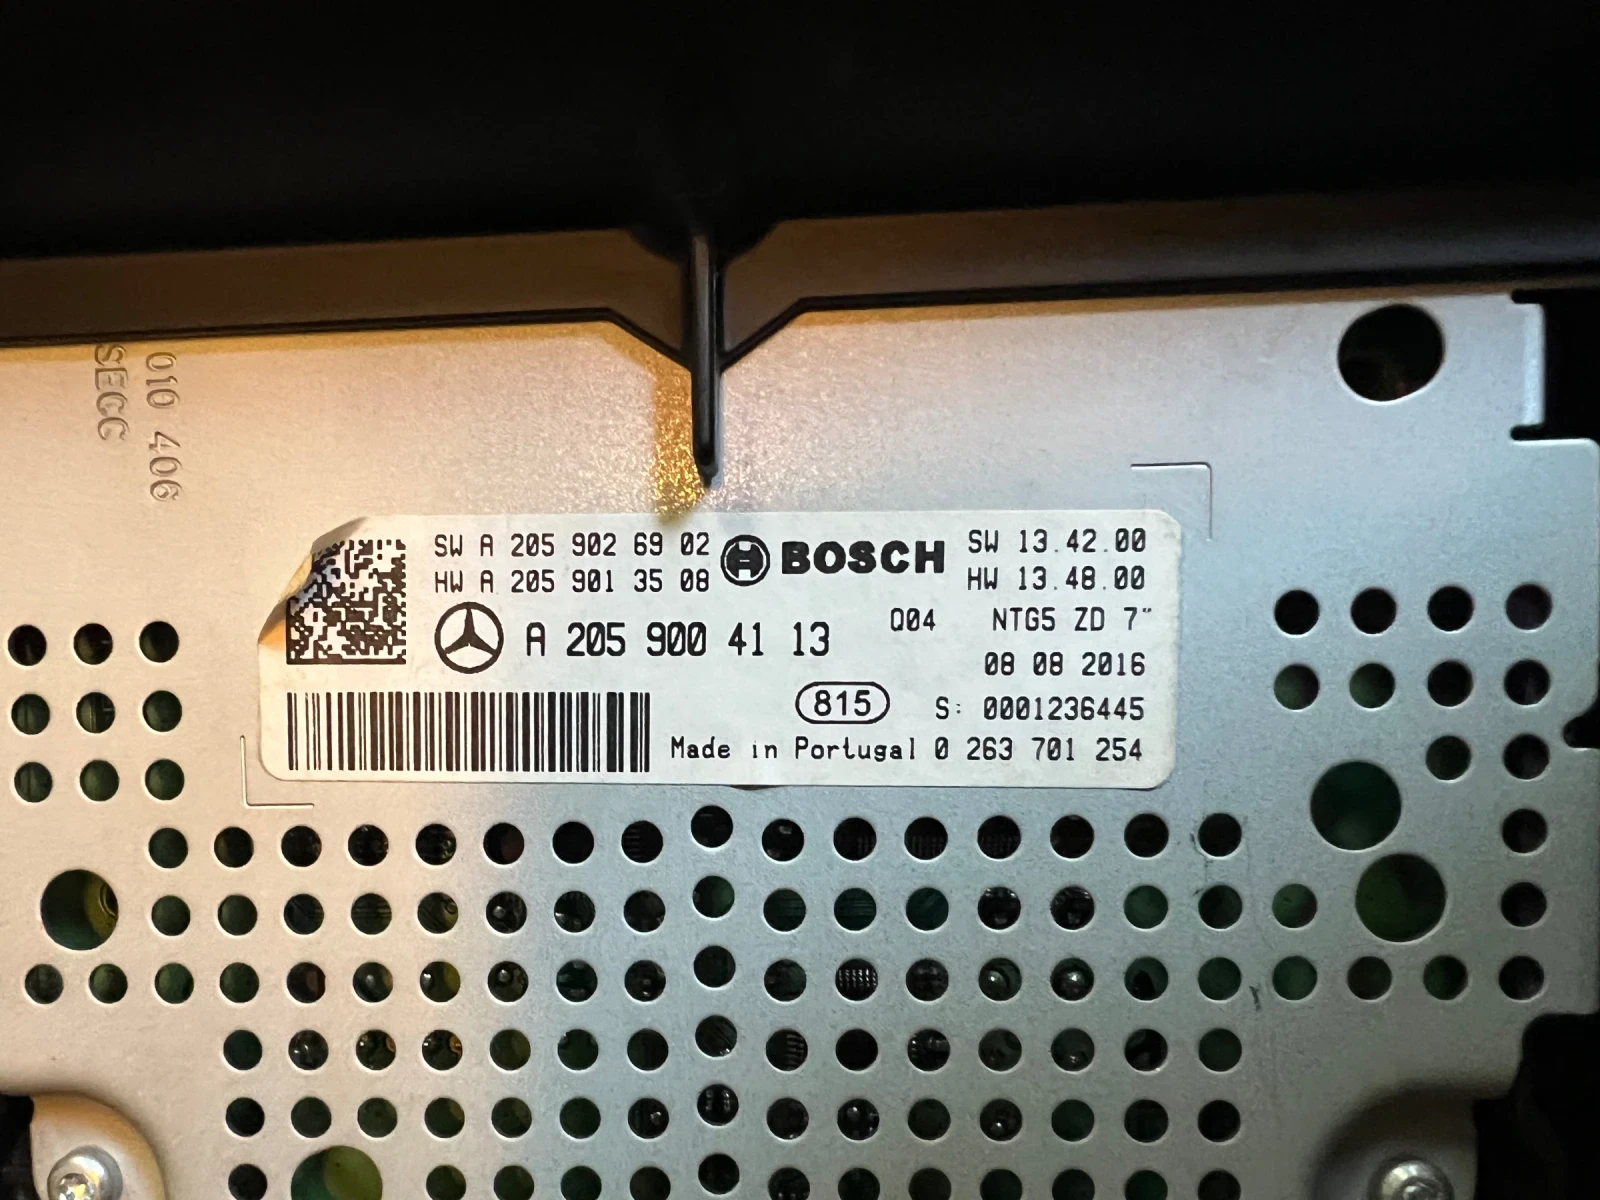 010 406
SECC
SW A 205 902 69 02
HW A 205 901 35 08
BOSCH
SW 13.42.00
HW 13.48.00
A 205 900 41 13
Q04 NTG5 ZD 7"
08 08 2016
815
S: 0001236445
Made in Portugal 0 263 701 254